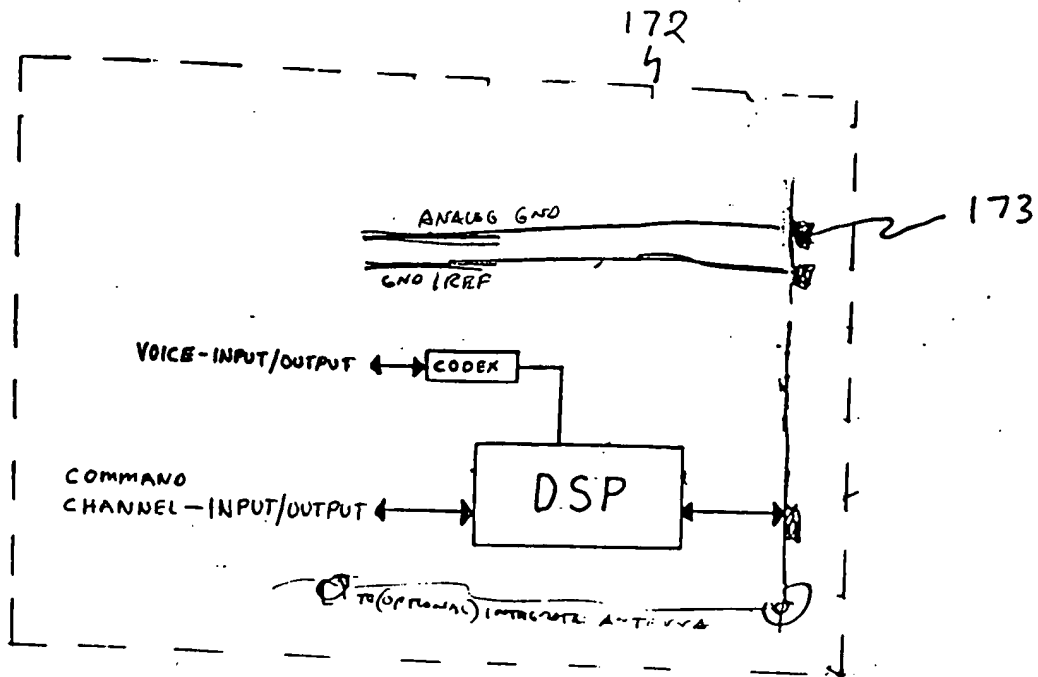 172
173
ANALOG GND
GND/REF
VOICE-INPUT/OUTPUT
CODEX
COMMAND
CHANNEL-INPUT/OUTPUT
DSP
TO (OPTIONAL) INTEGRATE ANTENNA